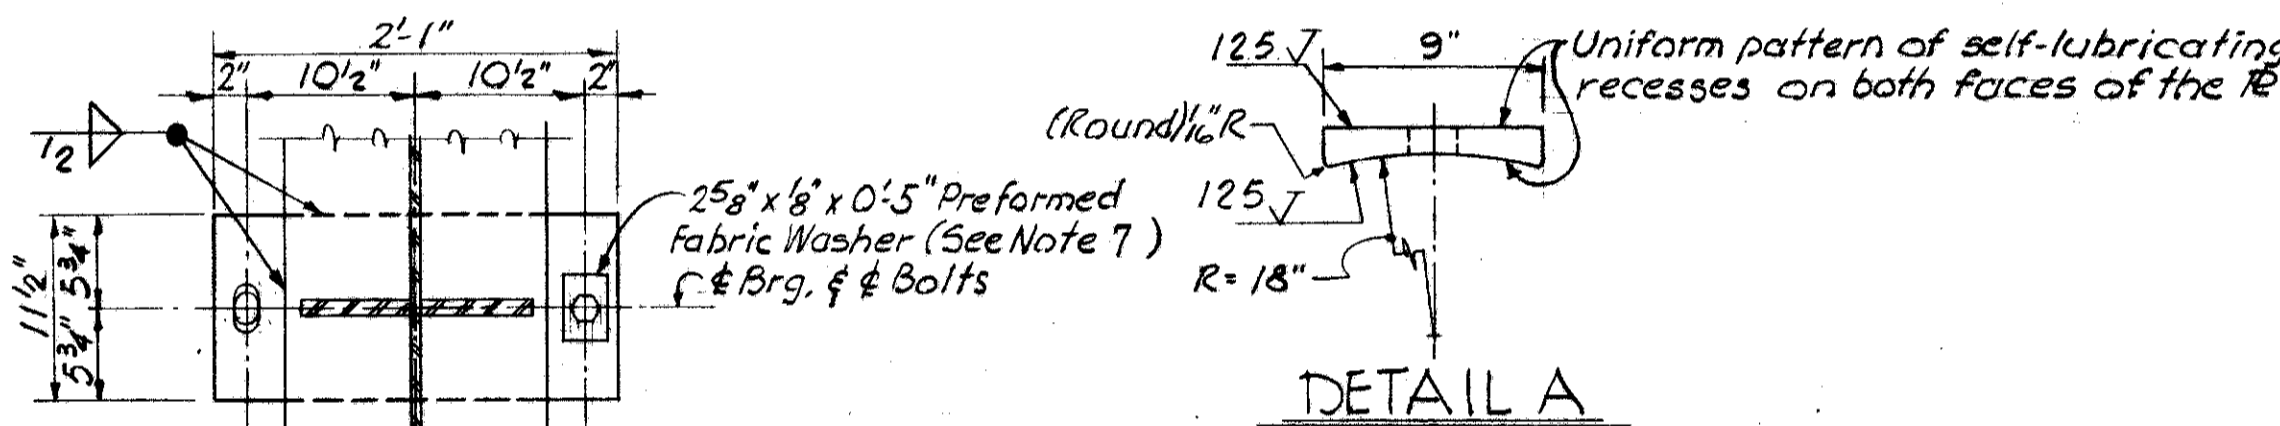 2'-1"
2" 10½" 10½" 2"
½
11½"
5¾"
5¾"
2⅝" x ⅛" x 0'-5" Preformed
Fabric Washer (See Note 7)
℄ Brg. & ℄ Bolts
125
9"
Uniform pattern of self-lubricating
recesses on both faces of the ℞
(Round) 1/16" R
125
R = 18"
DETAIL A